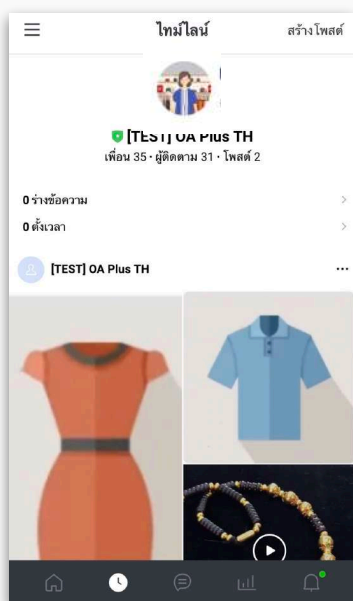 ไทม์ไลน์ สร้างโพสต์
[TEST] OA Plus TH
เพื่อน 35 · ผู้ติดตาม 31 · โพสต์ 2
0 ร่างข้อความ
0 ตั้งเวลา
[TEST] OA Plus TH